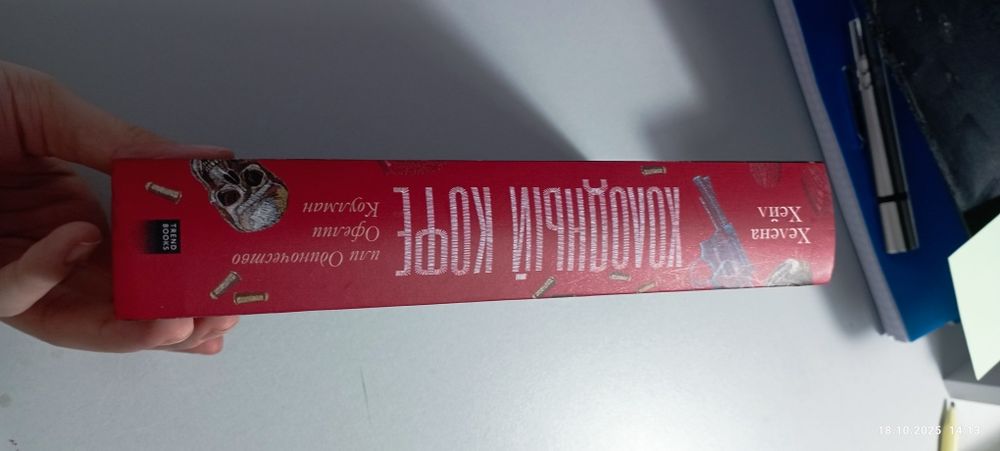 Хелена
Хейл
ХОЛОДНЫЙ КОФЕ
или Одиночество
Офелии
Коулман
TREND
BOOKS
18.10.2025 14:13